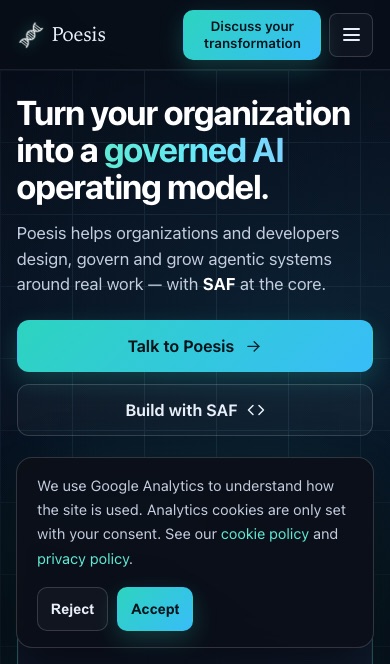 Poesis
Discuss your
transformation
Turn your organization
into a governed AI
operating model.
Poesis helps organizations and developers
design, govern and grow agentic systems
around real work — with SAF at the core.
Talk to Poesis →
Build with SAF <>
We use Google Analytics to understand how
the site is used. Analytics cookies are only set
with your consent. See our cookie policy and
privacy policy.
Reject
Accept